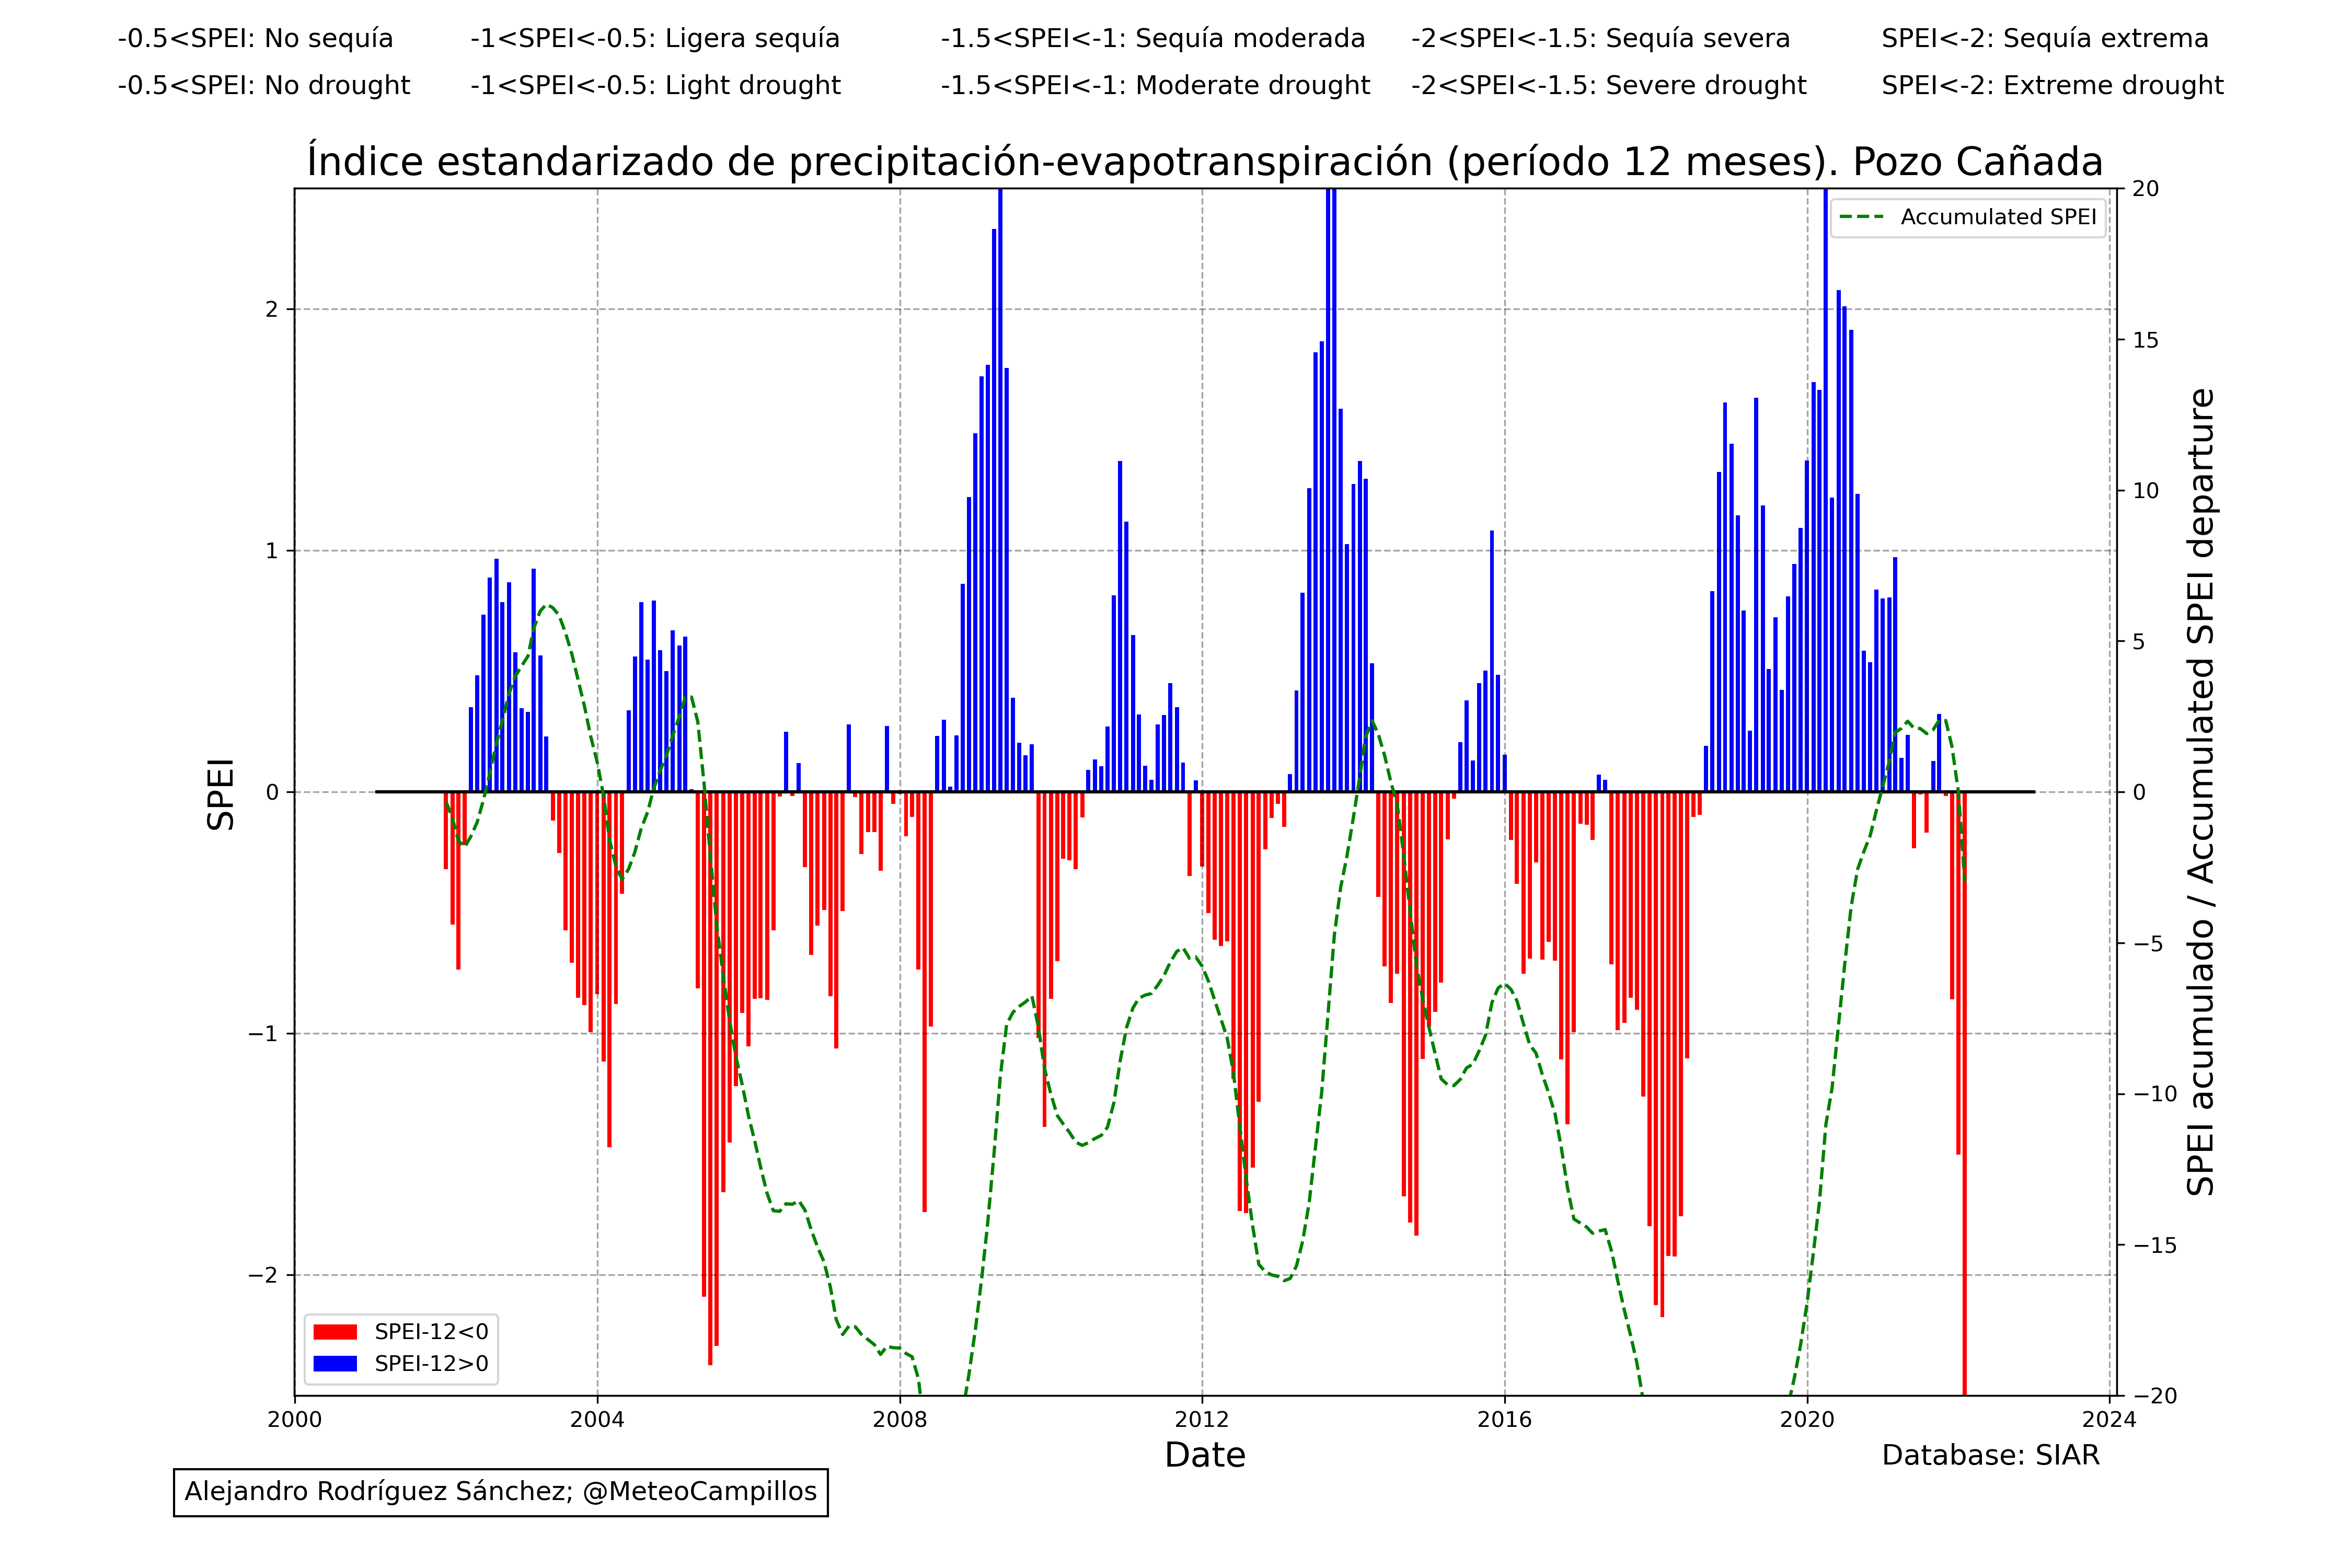 -0.5<SPEI: No sequía -1<SPEI<-0.5: Ligera sequía -1.5<SPEI<-1: Sequía moderada -2<SPEI<-1.5: Sequía severa SPEI<-2: Sequía extrema
-0.5<SPEI: No drought -1<SPEI<-0.5: Light drought -1.5<SPEI<-1: Moderate drought -2<SPEI<-1.5: Severe drought SPEI<-2: Extreme drought
Índice estandarizado de precipitación-evapotranspiración (período 12 meses). Pozo Cañada
Accumulated SPEI
SPEI
2
1
0
−1
−2
20
15
10
5
0
−5
−10
−15
−20
SPEI acumulado / Accumulated SPEI departure
SPEI-12<0
SPEI-12>0
2000 2004 2008 2012 2016 2020 2024
Date
Database: SIAR
Alejandro Rodríguez Sánchez; @MeteoCampillos